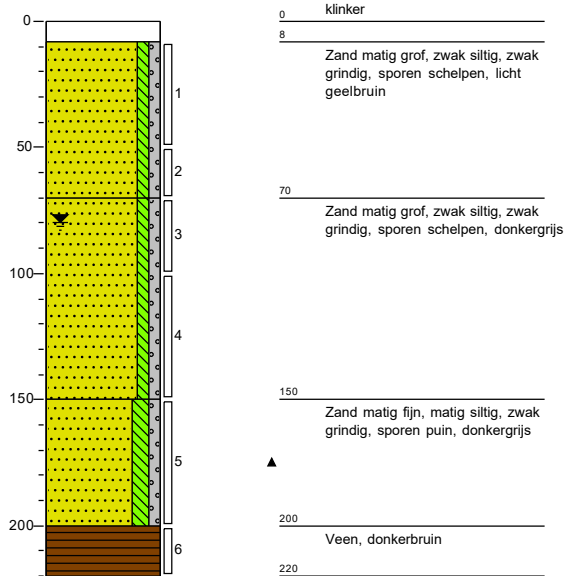 0
50
100
150
200
1
2
3
4
5
6
0
klinker
8
Zand matig grof, zwak siltig, zwak
grindig, sporen schelpen, licht
geelbruin
70
Zand matig grof, zwak siltig, zwak
grindig, sporen schelpen, donkergrijs
150
Zand matig fijn, matig siltig, zwak
grindig, sporen puin, donkergrijs
200
Veen, donkerbruin
220